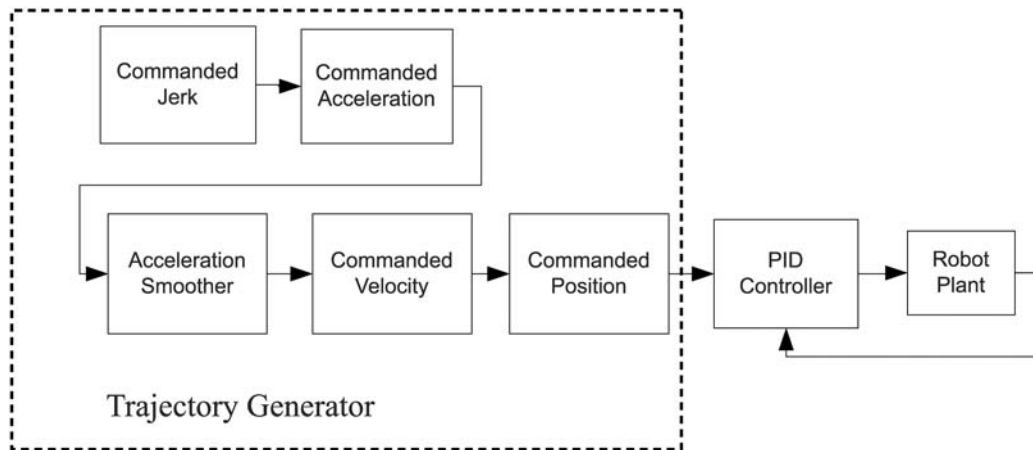 Commanded
Jerk
Commanded
Acceleration
Acceleration
Smoother
Commanded
Velocity
Commanded
Position
PID
Controller
Robot
Plant
Trajectory Generator